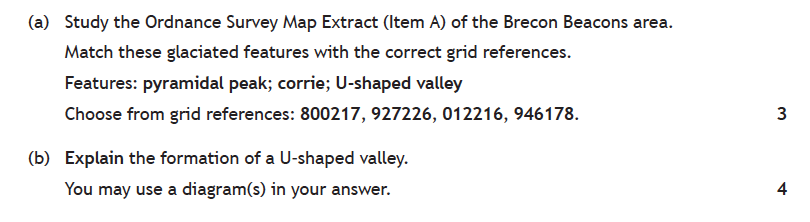 (a) Study the Ordnance Survey Map Extract (Item A) of the Brecon Beacons area.
Match these glaciated features with the correct grid references.
Features: pyramidal peak; corrie; U-shaped valley
Choose from grid references: 800217, 927226, 012216, 946178. 3
(b) Explain the formation of a U-shaped valley.
You may use a diagram(s) in your answer. 4